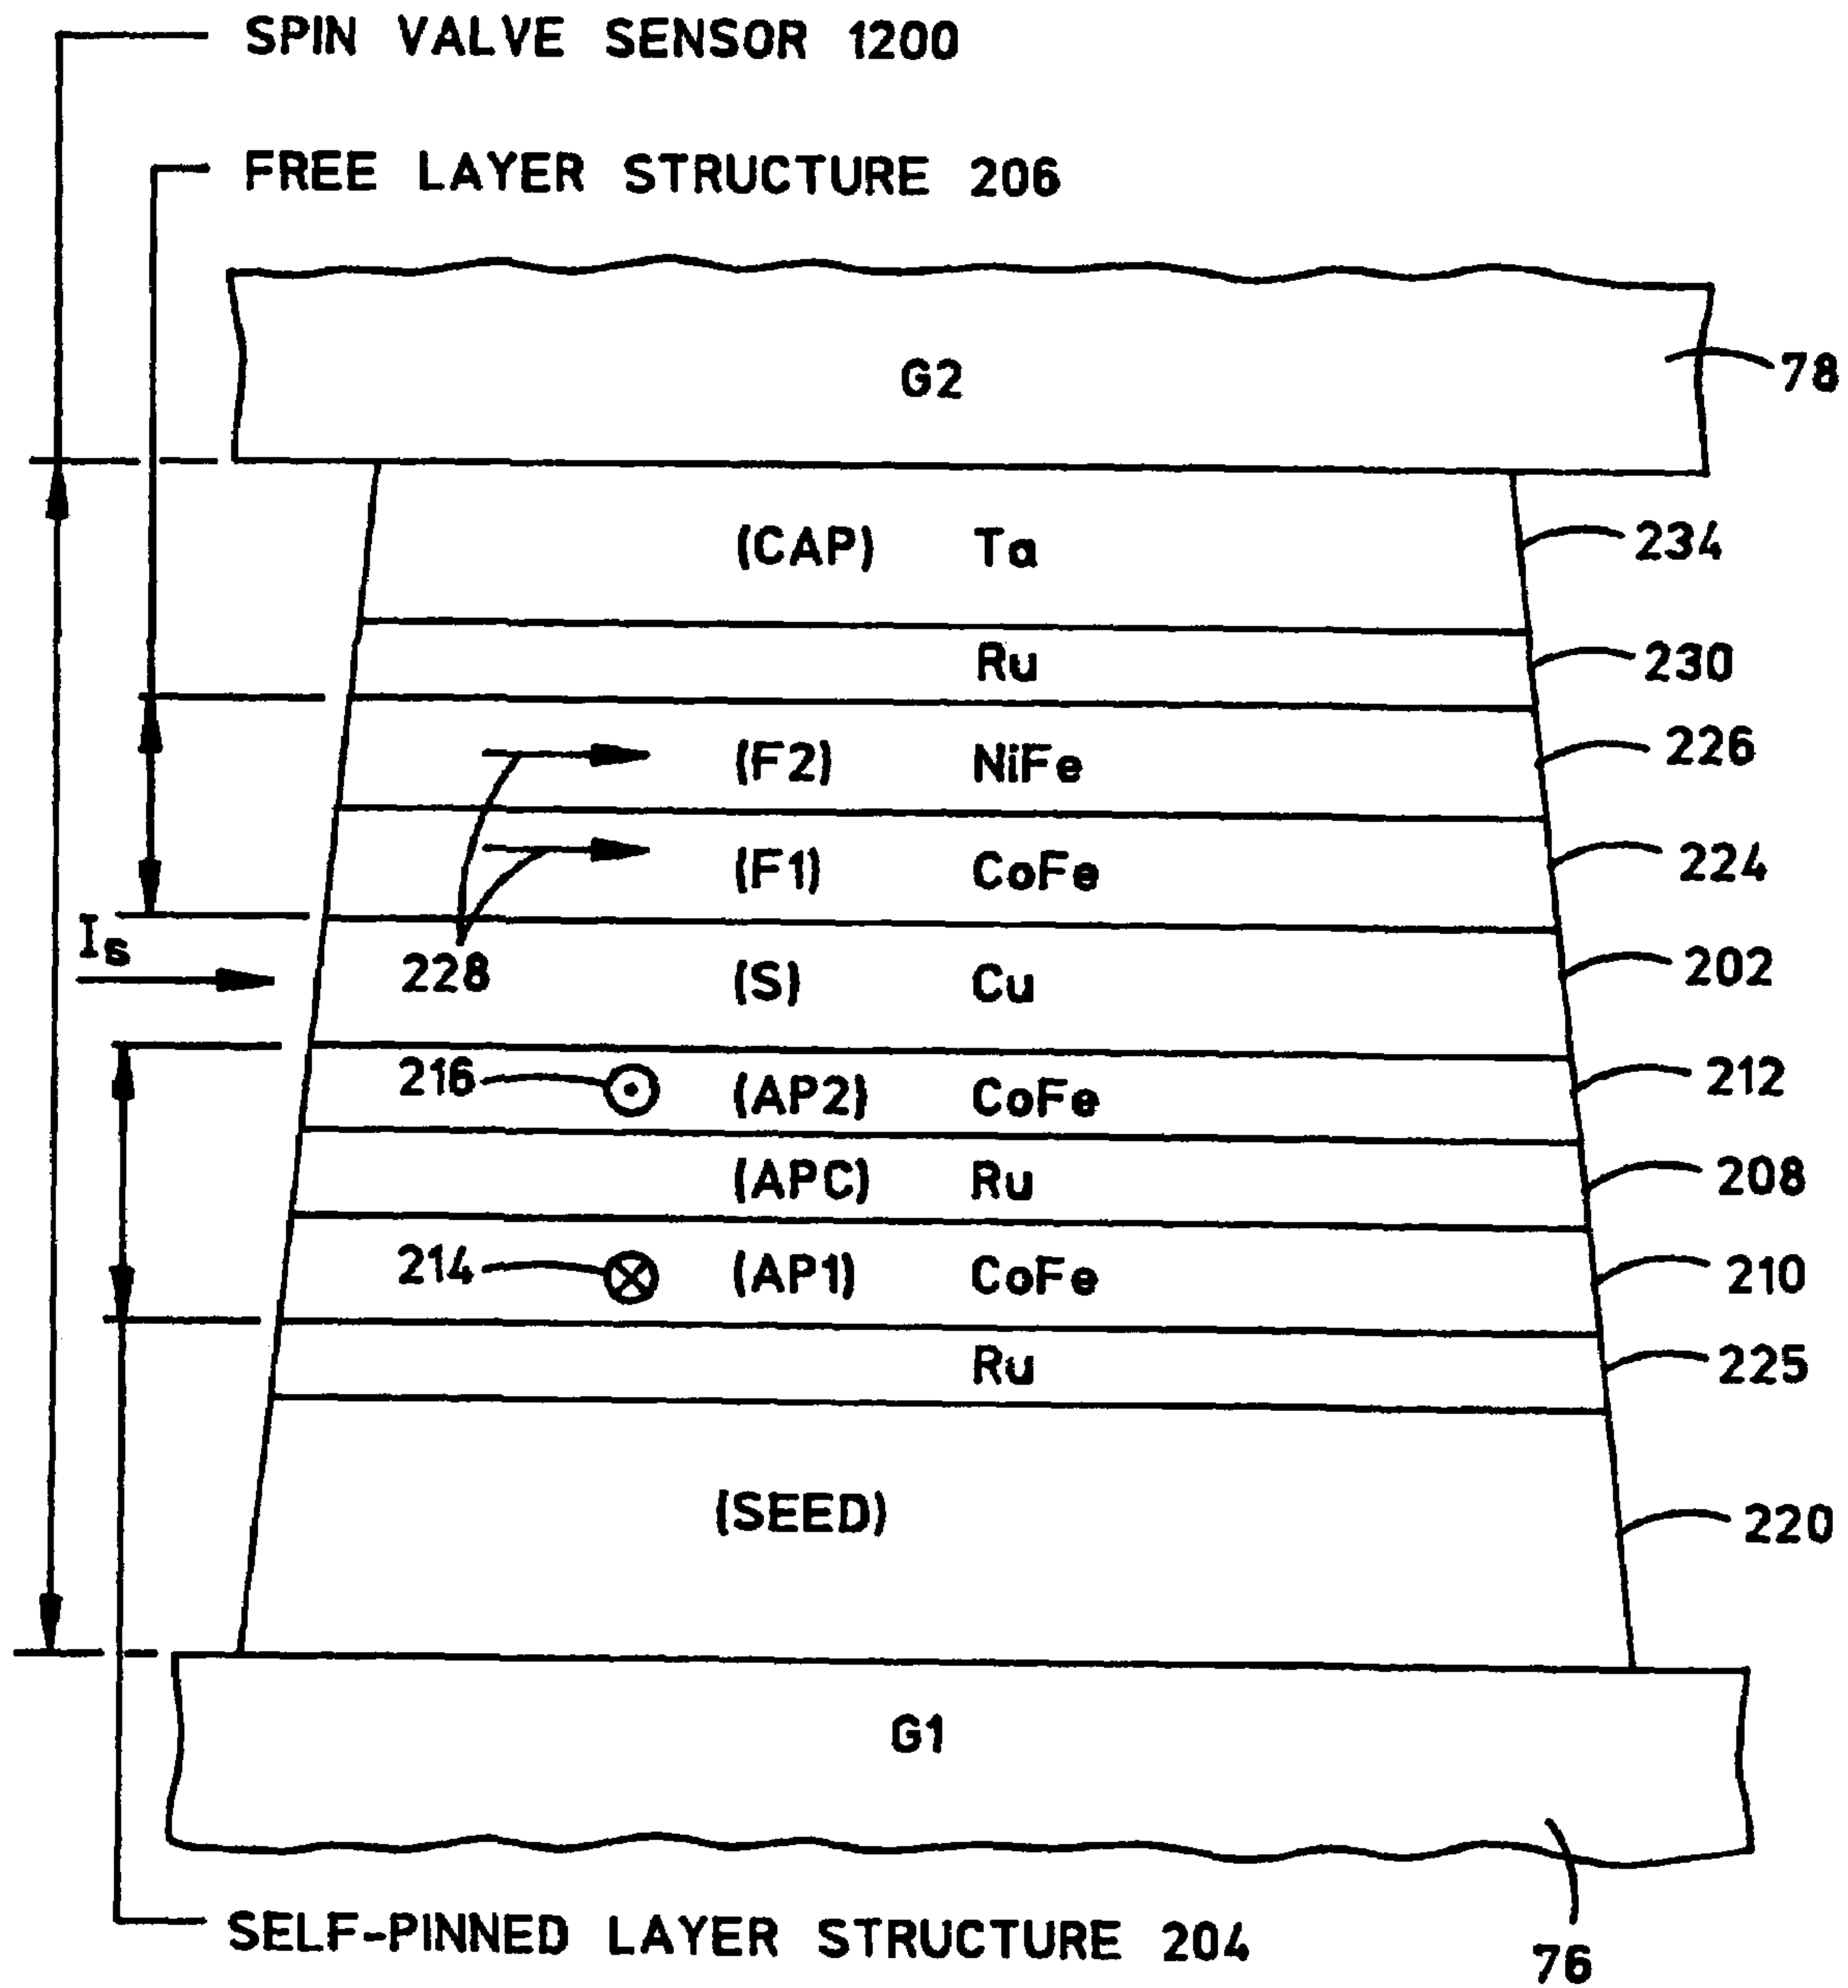 SPIN VALVE SENSOR 1200
FREE LAYER STRUCTURE 206
G2 78
(CAP) Ta 234
Ru 230
(F2) NiFe 226
(F1) CoFe 224
Is 228 (S) Cu 202
216 (AP2) CoFe 212
(APC) Ru 208
214 (AP1) CoFe 210
Ru 225
(SEED) 220
G1
SELF-PINNED LAYER STRUCTURE 204
76